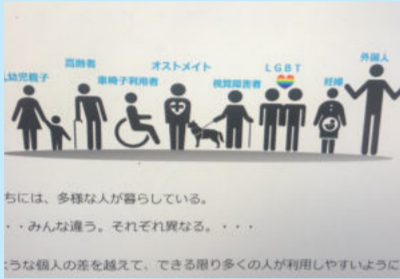 高齢者 オストメイト LGBT 外国人
乳幼児親子 車椅子利用者 視覚障害者 妊婦
ちには、多様な人が暮らしている。
・・みんな違う。それぞれ異なる。・・・
ような個人の差を越えて、できる限り多くの人が利用しやすいように